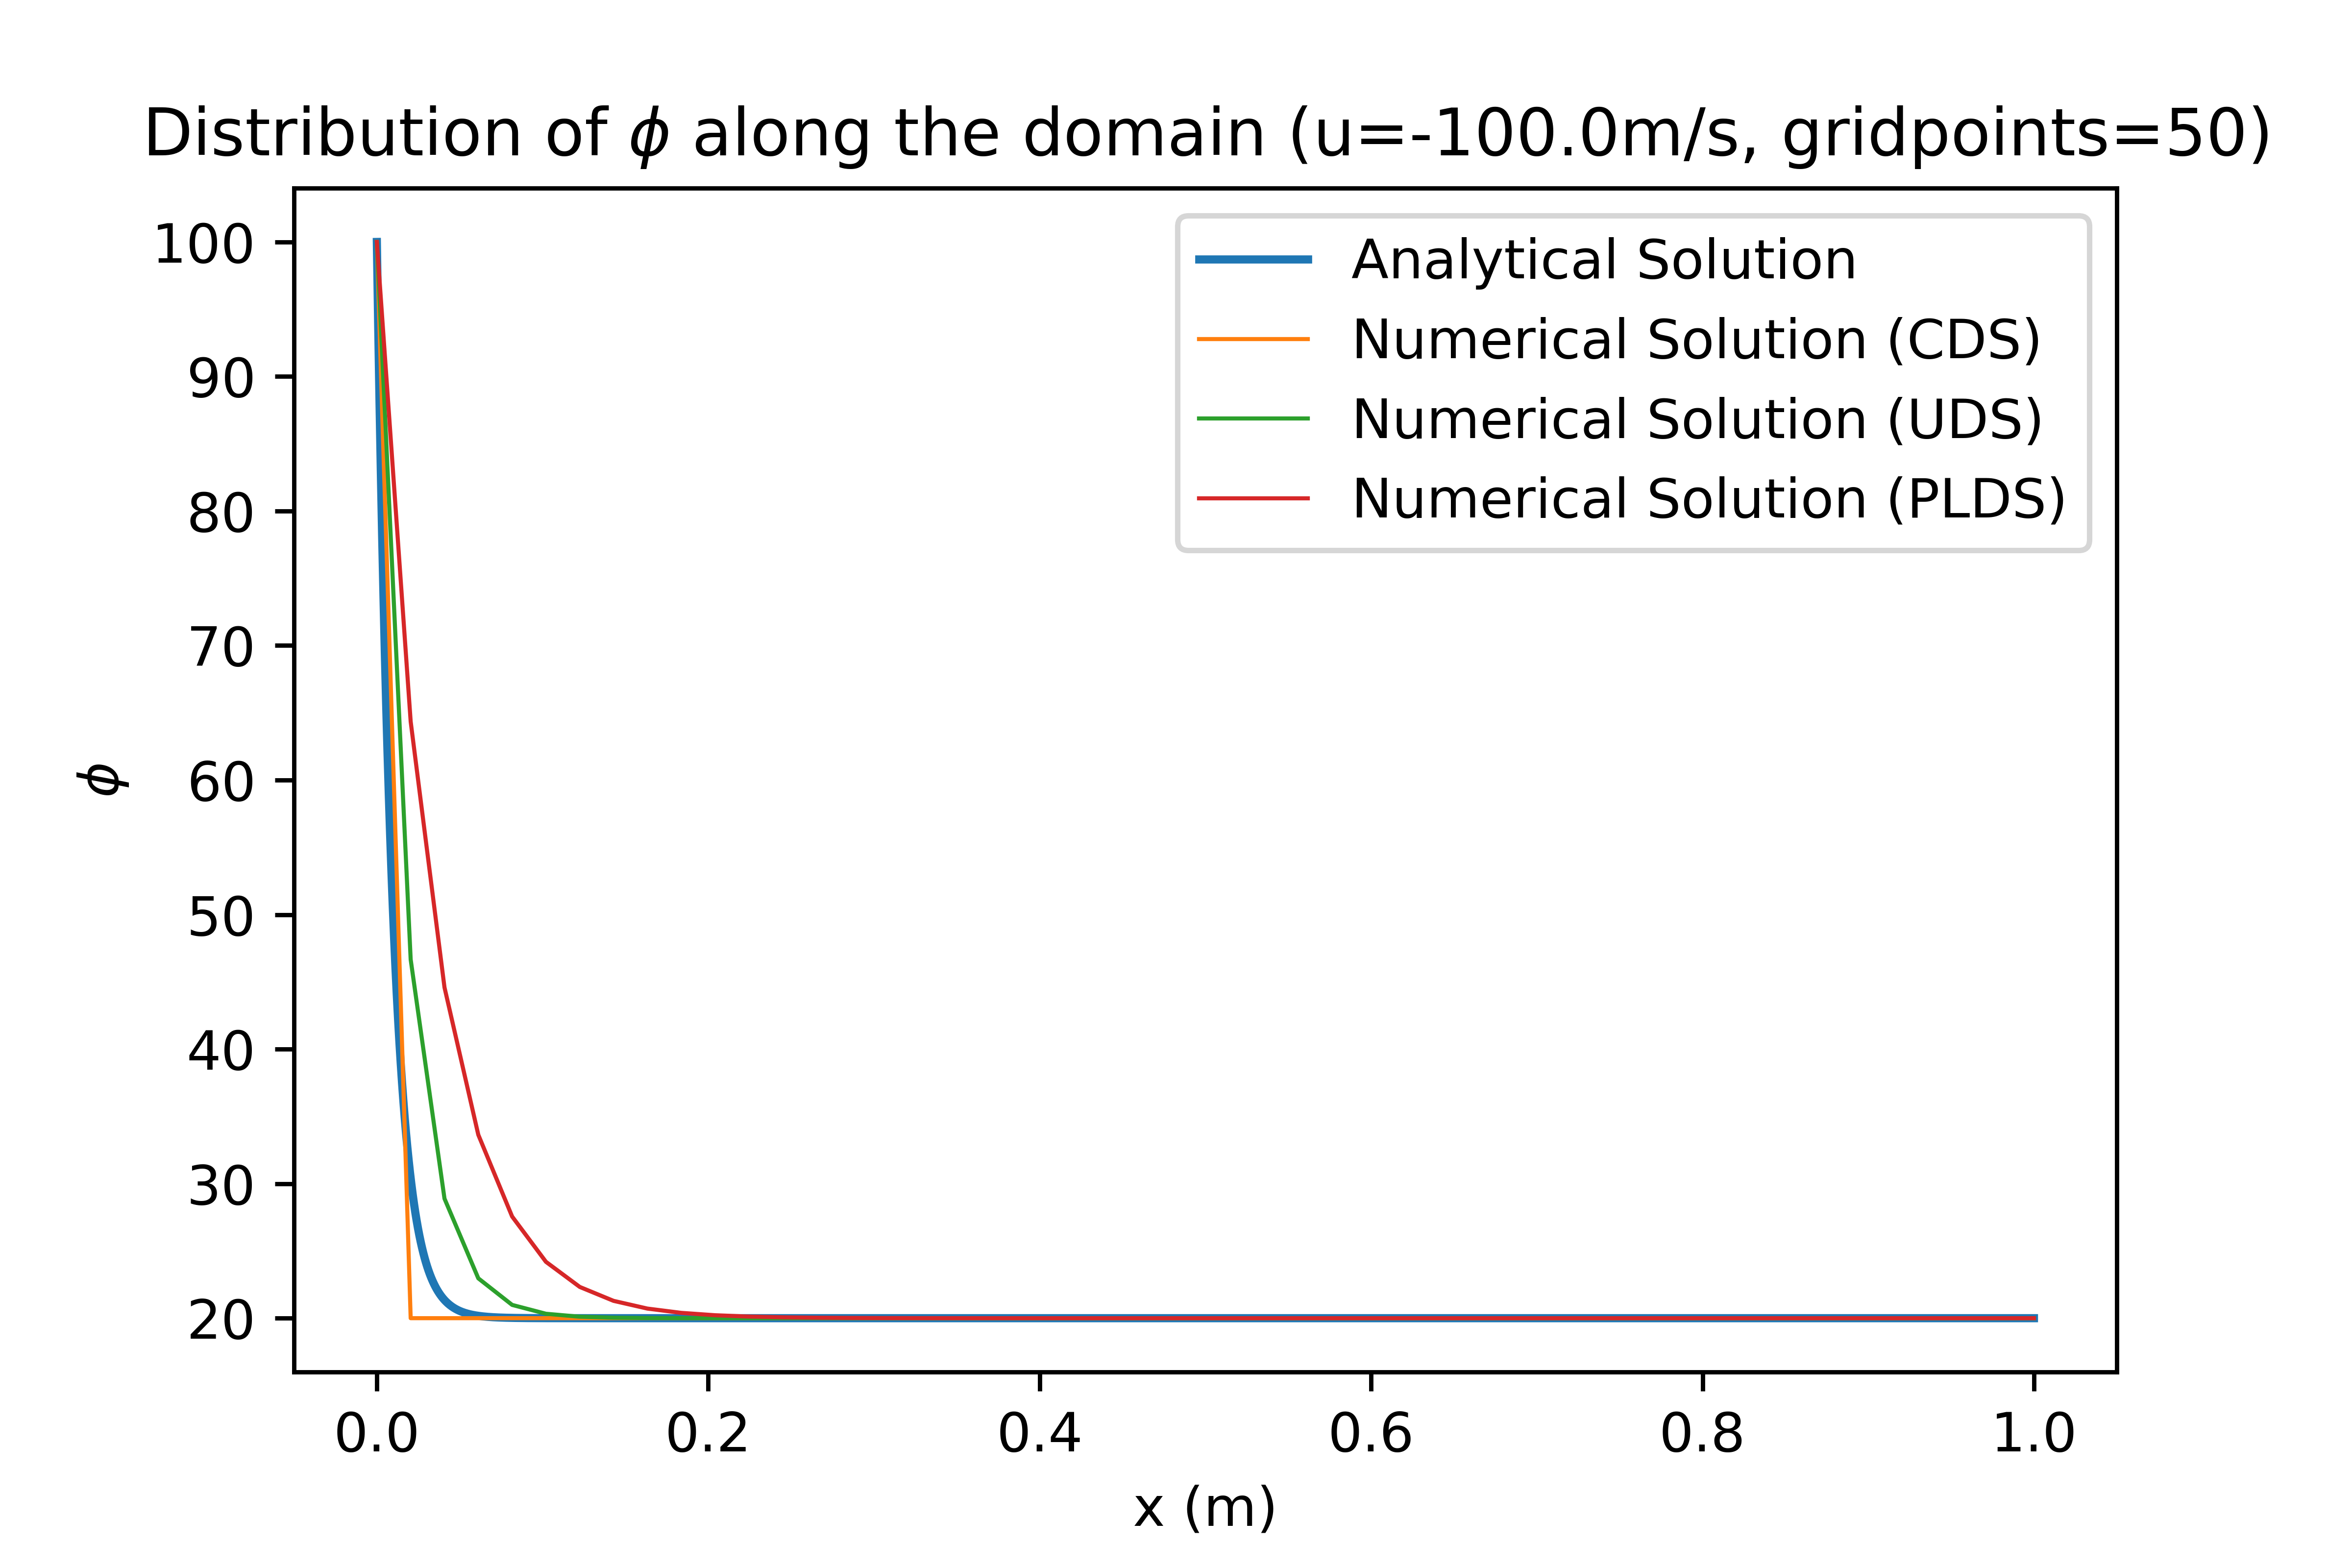 Distribution of ϕ along the domain (u=-100.0m/s, gridpoints=50)
Analytical Solution
Numerical Solution (CDS)
Numerical Solution (UDS)
Numerical Solution (PLDS)
100
90
80
70
60
50
40
30
20
ϕ
0.0 0.2 0.4 0.6 0.8 1.0
x (m)